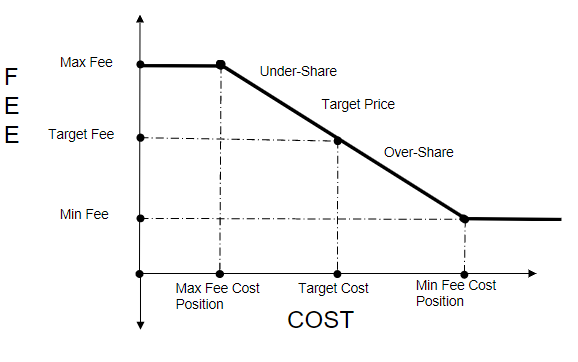 F
E
E
Max Fee
Under-Share
Target Price
Target Fee
Over-Share
Min Fee
Max Fee Cost
Position
Target Cost
Min Fee Cost
Position
COST